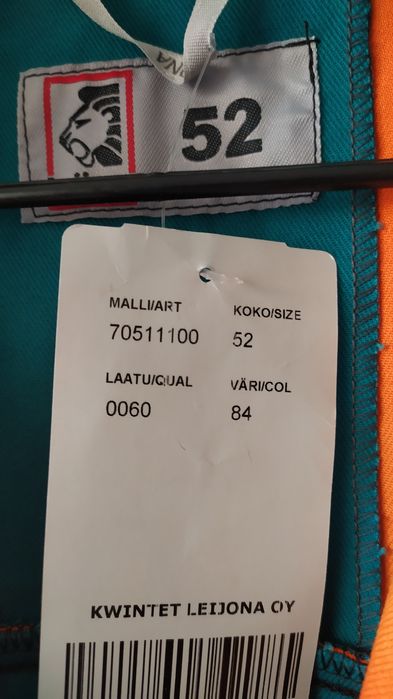 52
MALLI/ART KOKO/SIZE
70511100 52
LAATU/QUAL VÄRI/COL
0060 84
KWINTET LEIJONA OY